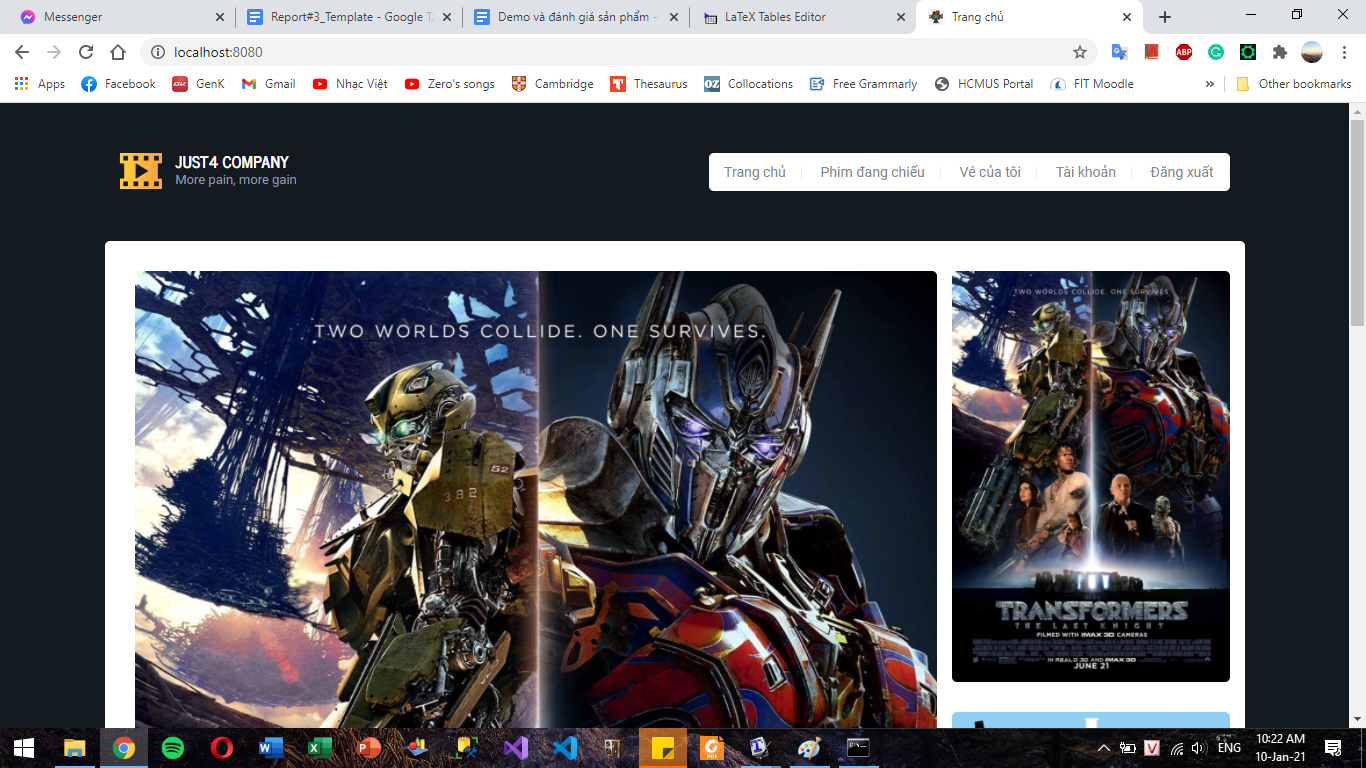 Messenger
Report#3_Template - Google T
Demo và đánh giá sản phẩm -
LaTeX Tables Editor
Trang chủ
localhost:8080
Apps
Facebook
GenK
Gmail
Nhạc Việt
Zero's songs
Cambridge
Thesaurus
Collocations
Free Grammarly
HCMUS Portal
FIT Moodle
Other bookmarks
JUST4 COMPANY
More pain, more gain
Trang chủ
Phim đang chiếu
Vé của tôi
Tài khoản
Đăng xuất
TWO WORLDS COLLIDE. ONE SURVIVES.
52
382
TWO WORLDS COLLIDE. ONE SURVIVES.
TRANSFORMERS
THE LAST KNIGHT
FILMED WITH IMAX 3D CAMERAS
IN REAL D 3D AND IMAX 3D
JUNE 21
ENG
10:22 AM
10-Jan-21